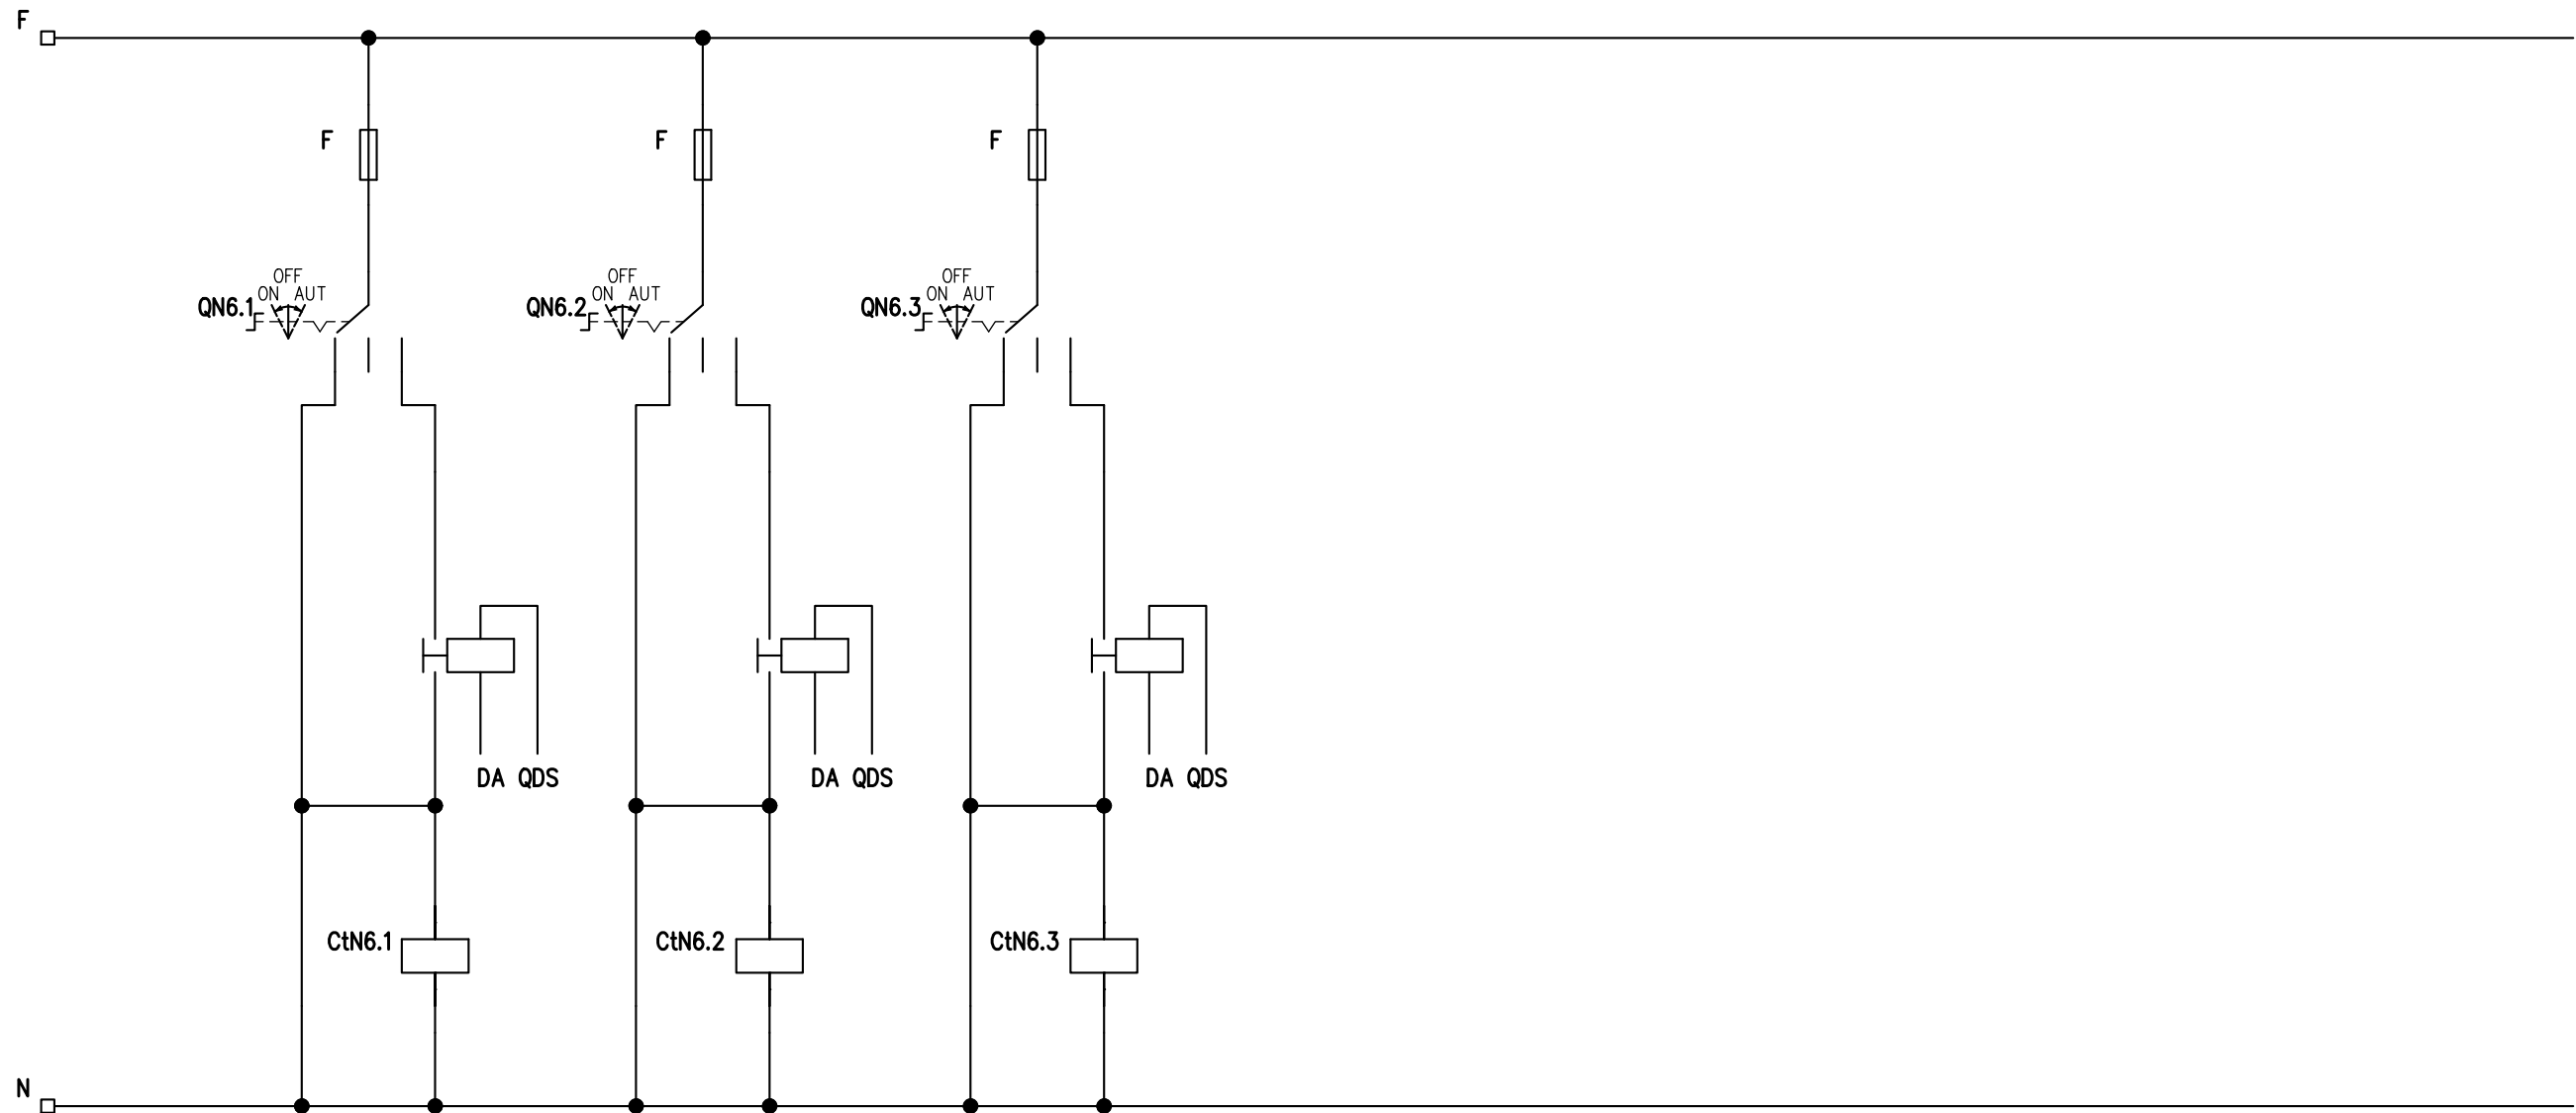 F
F F F
OFF OFF OFF
ON AUT ON AUT ON AUT
QN6.1 QN6.2 QN6.3
DA QDS DA QDS DA QDS
CtN6.1 CtN6.2 CtN6.3
N